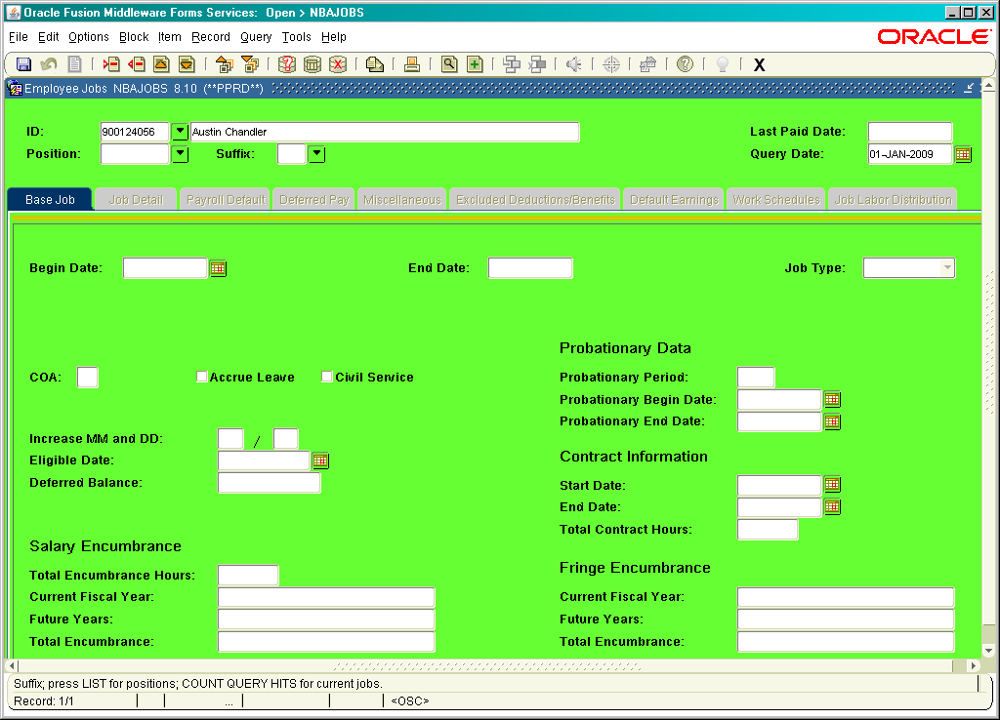 Oracle Fusion Middleware Forms Services: Open > NBAJOBS
File Edit Options Block Item Record Query Tools Help
ORACLE
X
Employee Jobs NBAJOBS 8.10 (**PPRD**)
ID: 900124056 Austin Chandler Last Paid Date:
Position: Suffix: Query Date: 01-JAN-2009
Base Job Job Detail Payroll Default Deferred Pay Miscellaneous Excluded Deductions/Benefits Default Earnings Work Schedules Job Labor Distribution
Begin Date: End Date: Job Type:
Probationary Data
COA: Accrue Leave Civil Service Probationary Period:
Probationary Begin Date:
Probationary End Date:
Increase MM and DD: /
Eligible Date:
Deferred Balance:
Contract Information
Start Date:
End Date:
Total Contract Hours:
Salary Encumbrance
Total Encumbrance Hours:
Current Fiscal Year:
Future Years:
Total Encumbrance:
Fringe Encumbrance
Current Fiscal Year:
Future Years:
Total Encumbrance:
Suffix; press LIST for positions; COUNT QUERY HITS for current jobs.
Record: 1/1 ... <OSC>